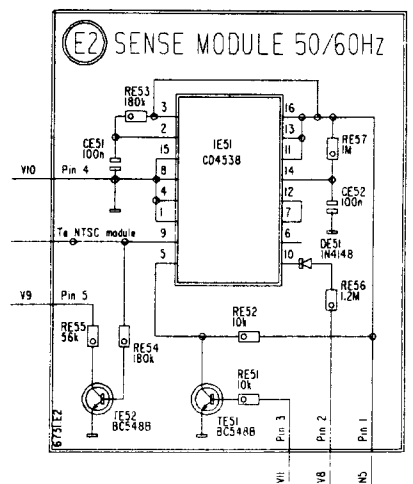 E2 SENSE MODULE 50/60Hz
RE53
180k
3
16
IE51
CD4538
2
13
RE57
1M
CE51
100n
15
11
V10 Pin 4
8
14
4
12
CE52
100n
1
7
To NTSC module
9
6
DE51
1N4148
5
10
V9 Pin 5
RE56
1.2M
RE52
10k
RE55
56k
RE54
180k
RE51
10k
TE52
BC548B
TE51
BC548B
Pin 3
Pin 2
Pin 1
6731E2
V11
V8
N5